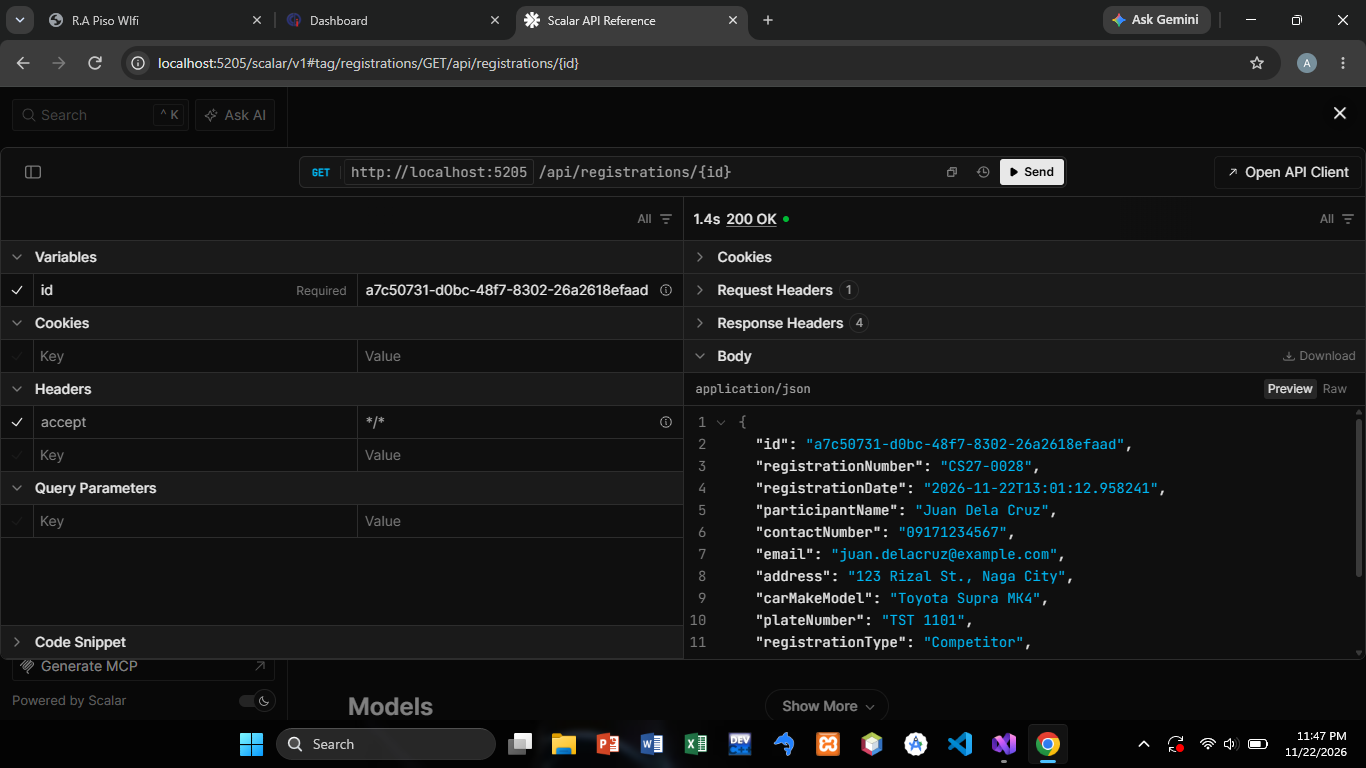 R.A Piso WIfi
Dashboard
Scalar API Reference
Ask Gemini
localhost:5205/scalar/v1#tag/registrations/GET/api/registrations/{id}
A
Search
^ K
Ask AI
GET
http://localhost:5205
/api/registrations/{id}
Send
Open API Client
All
1.4s 200 OK
All
Variables
Cookies
id
Required
a7c50731-d0bc-48f7-8302-26a2618efaad
Request Headers 1
Cookies
Response Headers 4
Key
Value
Body
Download
Headers
application/json
Preview
Raw
accept
*/*
Key
Value
Query Parameters
Key
Value
1 {
2 "id": "a7c50731-d0bc-48f7-8302-26a2618efaad",
3 "registrationNumber": "CS27-0028",
4 "registrationDate": "2026-11-22T13:01:12.958241",
5 "participantName": "Juan Dela Cruz",
6 "contactNumber": "09171234567",
7 "email": "juan.delacruz@example.com",
8 "address": "123 Rizal St., Naga City",
9 "carMakeModel": "Toyota Supra MK4",
10 "plateNumber": "TST 1101",
11 "registrationType": "Competitor",
Code Snippet
Generate MCP
Powered by Scalar
Models
Show More
Search
DEV
11:47 PM
11/22/2026